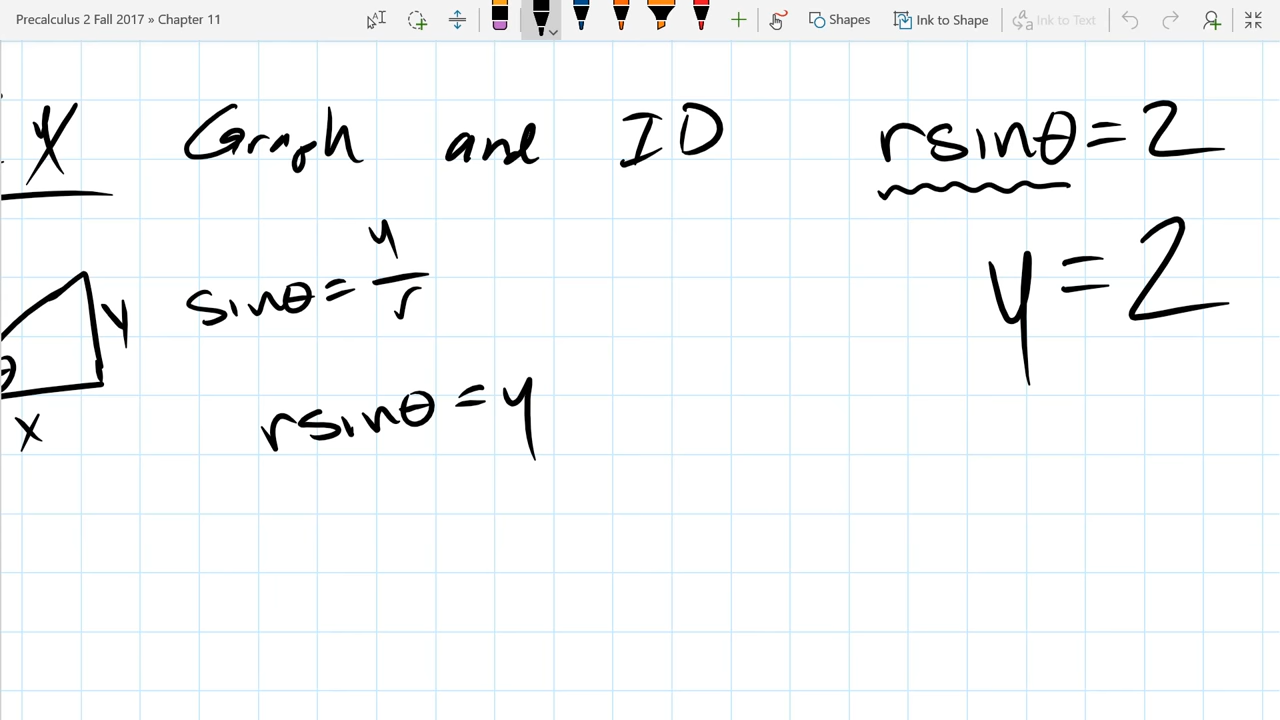 Precalculus 2 Fall 2017 » Chapter 11
Shapes
Ink to Shape
Ink to Text
Graph and ID rsinθ=2
y=2
sinθ=y/r
y
θ
x
rsinθ=y